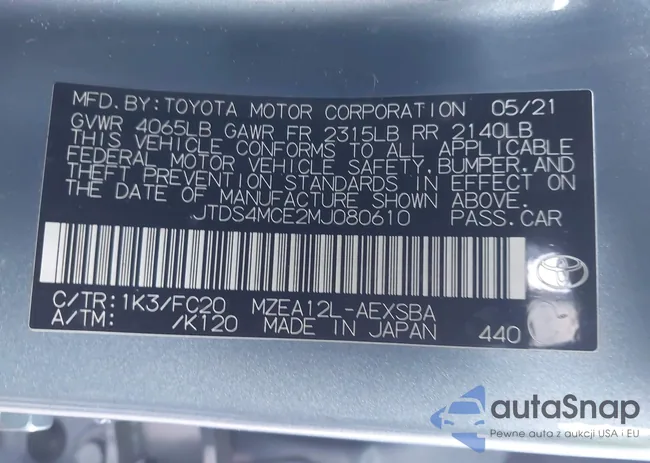 MFD.BY:TOYOTA MOTOR CORPORATION 05/21
GVWR 4065LB GAWR FR 2315LB RR 2140LB
THIS VEHICLE CONFORMS TO ALL APPLICABLE
FEDERAL MOTOR VEHICLE SAFETY,BUMPER,AND
THEFT PREVENTION STANDARDS IN EFFECT ON
THE DATE OF MANUFACTURE SHOWN ABOVE.
JTDS4MCE2MJ080610 PASS.CAR
C/TR:1K3/FC20 MZEA12L-AEXSBA
A/TM: /K120 MADE IN JAPAN 440
autaSnap
Pewne auta z aukcji USA i EU